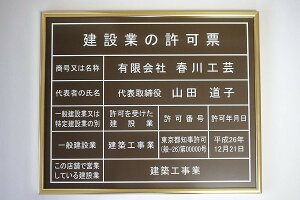 建設業の許可票
商号又は名称 有限会社 春川工芸
代表者の氏名 代表取締役 山田 道子
一般建設業又は 許可を受けた 許可番号 許可年月日
特定建設業の別 建設業
一般建設業 建築工事業 東京都知事許可 平成26年
(般-26)第00000号 12月21日
この店舗で営業 建築工事業
している建設業